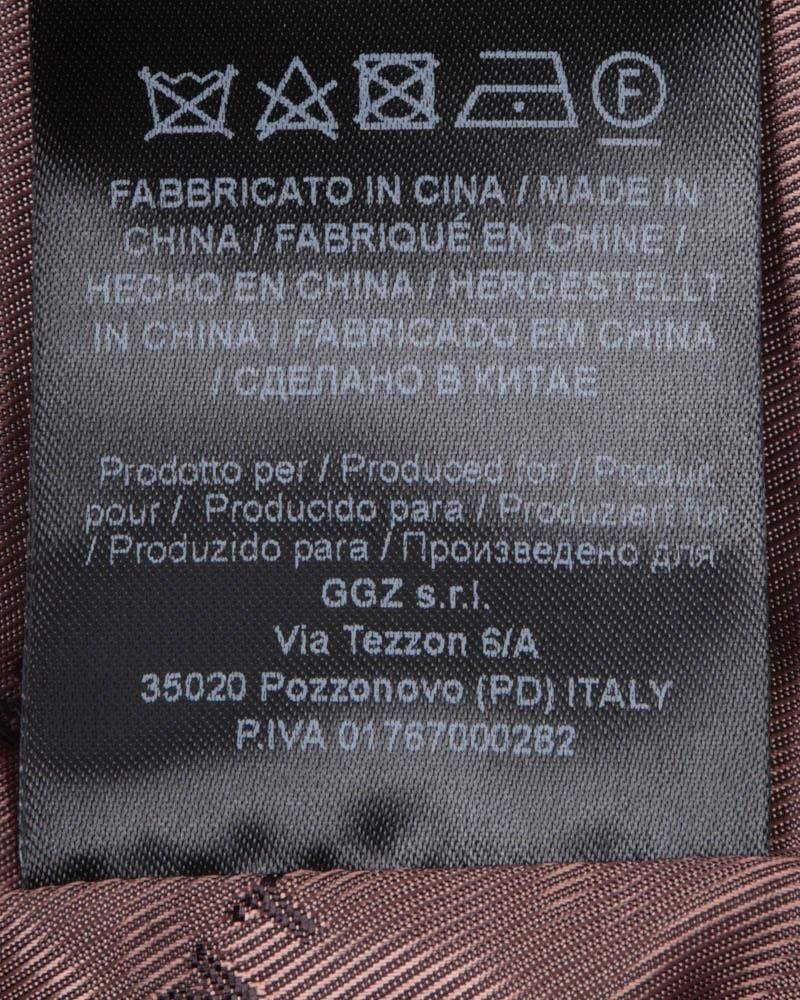 F
FABBRICATO IN CINA / MADE IN
CHINA / FABRIQUÉ EN CHINE /
HECHO EN CHINA / HERGESTELLT
IN CHINA / FABRICADO EM CHINA
/ СДЕЛАНО В КИТАЕ
Prodotto per / Produced for / Produit
pour / Producido para / Produziert für
/ Produzido para / Произведено для
GGZ s.r.l.
Via Tezzon 6/A
35020 Pozzonovo (PD) ITALY
P.IVA 01767000282